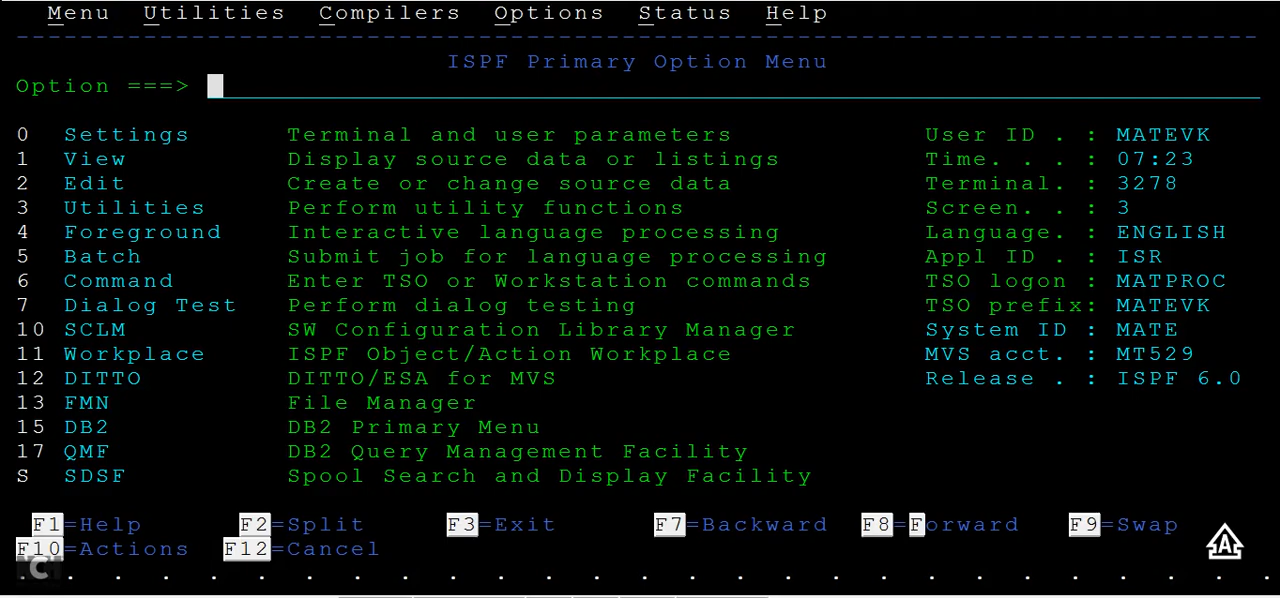 Menu Utilities Compilers Options Status Help
ISPF Primary Option Menu
Option ===>
0 Settings Terminal and user parameters User ID . : MATEVK
1 View Display source data or listings Time. . . : 07:23
2 Edit Create or change source data Terminal. : 3278
3 Utilities Perform utility functions Screen. . : 3
4 Foreground Interactive language processing Language. : ENGLISH
5 Batch Submit job for language processing Appl ID . : ISR
6 Command Enter TSO or Workstation commands TSO logon : MATPROC
7 Dialog Test Perform dialog testing TSO prefix: MATEVK
10 SCLM SW Configuration Library Manager System ID : MATE
11 Workplace ISPF Object/Action Workplace MVS acct. : MT529
12 DITTO DITTO/ESA for MVS Release . : ISPF 6.0
13 FMN File Manager
15 DB2 DB2 Primary Menu
17 QMF DB2 Query Management Facility
S SDSF Spool Search and Display Facility
F1=Help F2=Split F3=Exit F7=Backward F8=Forward F9=Swap
F10=Actions F12=Cancel
A